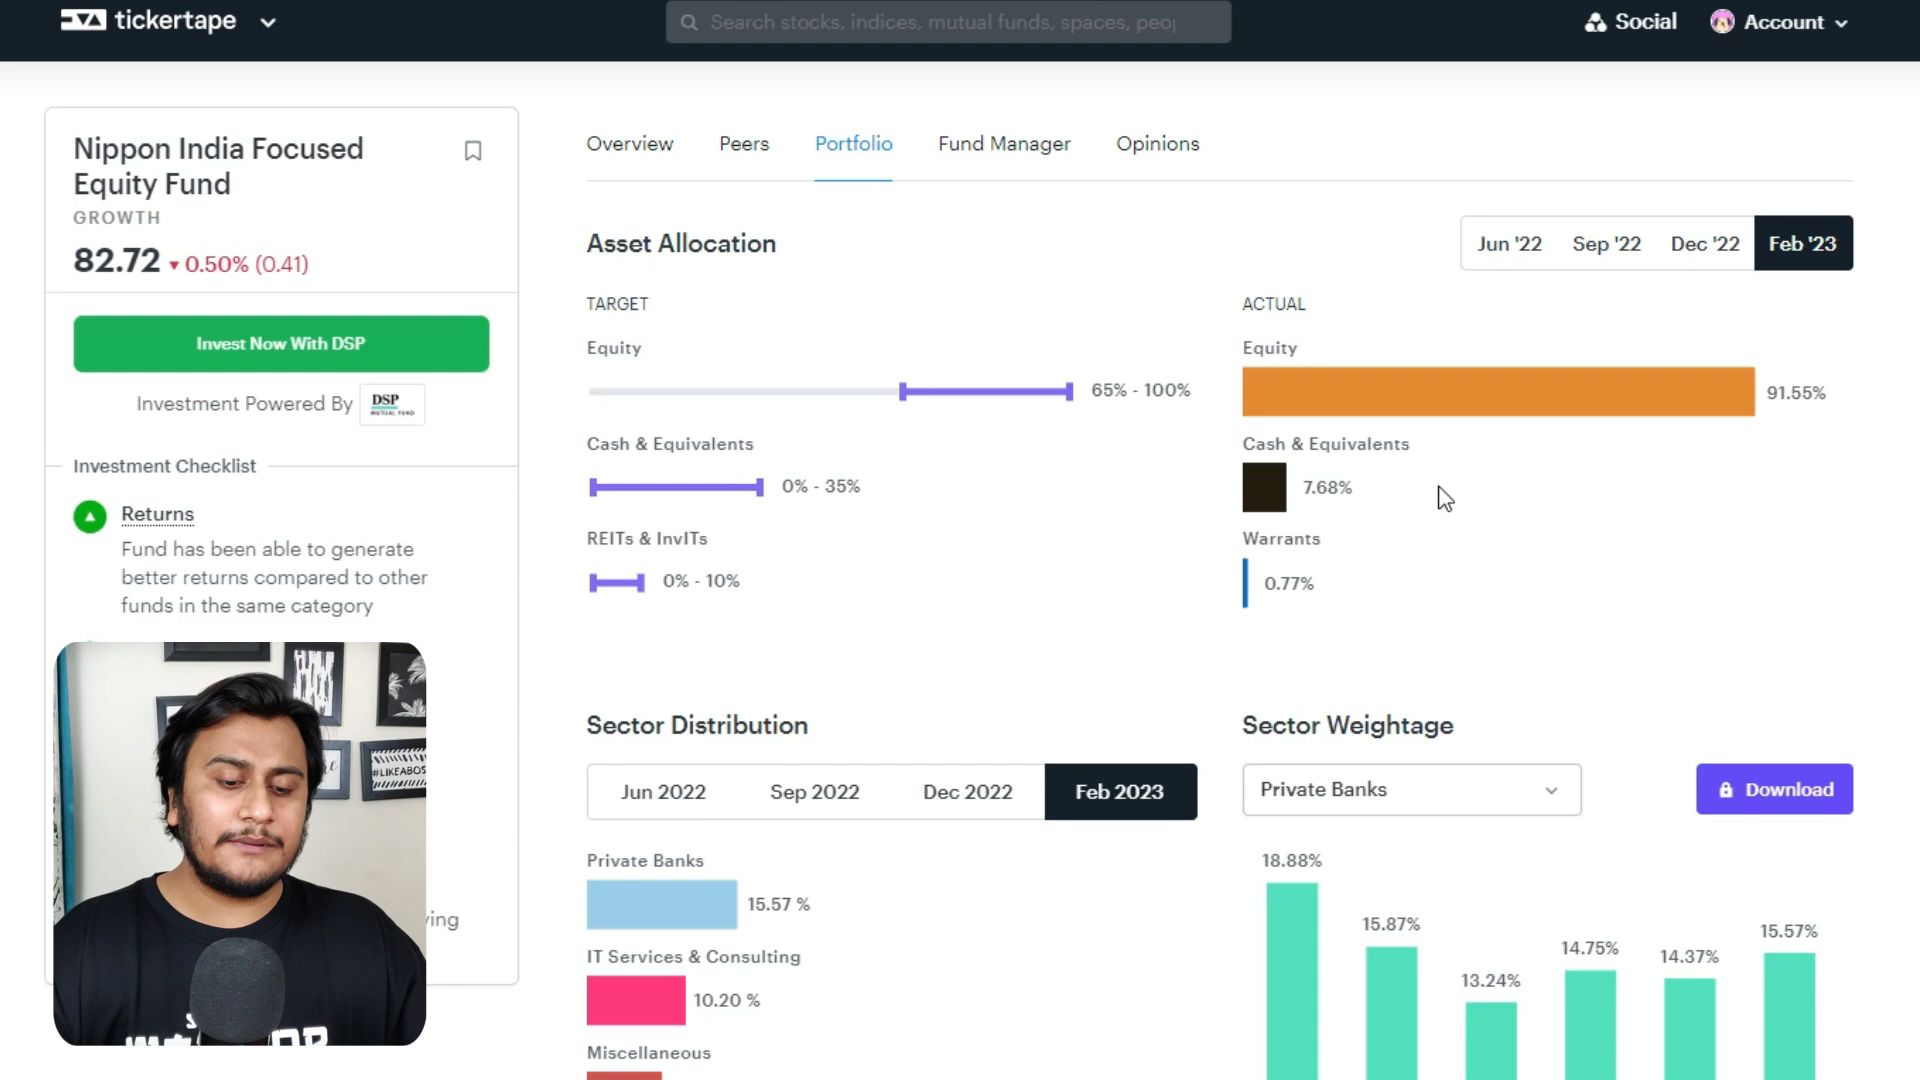 tickertape
Search stocks, indices, mutual funds, spaces, peo
Social
Account
Nippon India Focused
Equity Fund
GROWTH
82.72 ▾ 0.50% (0.41)
Invest Now With DSP
Investment Powered By
DSP
MUTUAL FUND
Investment Checklist
Returns
Fund has been able to generate
better returns compared to other
funds in the same category
ying
#LIKEABOS
Overview
Peers
Portfolio
Fund Manager
Opinions
Asset Allocation
Jun '22
Sep '22
Dec '22
Feb '23
TARGET
Equity
65% - 100%
Cash & Equivalents
0% - 35%
REITs & InvITs
0% - 10%
ACTUAL
Equity
91.55%
Cash & Equivalents
7.68%
Warrants
0.77%
Sector Distribution
Jun 2022
Sep 2022
Dec 2022
Feb 2023
Private Banks
15.57 %
IT Services & Consulting
10.20 %
Miscellaneous
Sector Weightage
Private Banks
Download
18.88%
15.87%
13.24%
14.75%
14.37%
15.57%